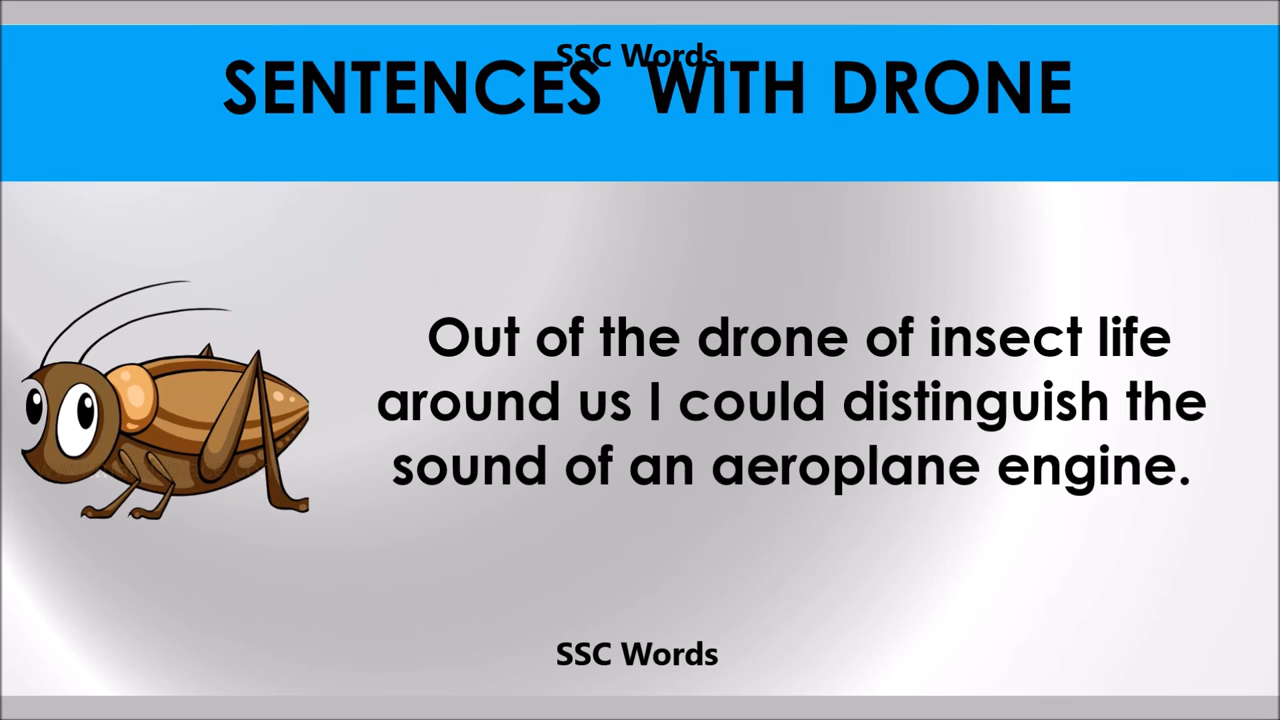 SSC Words
SENTENCES WITH DRONE
Out of the drone of insect life
around us I could distinguish the
sound of an aeroplane engine.
SSC Words